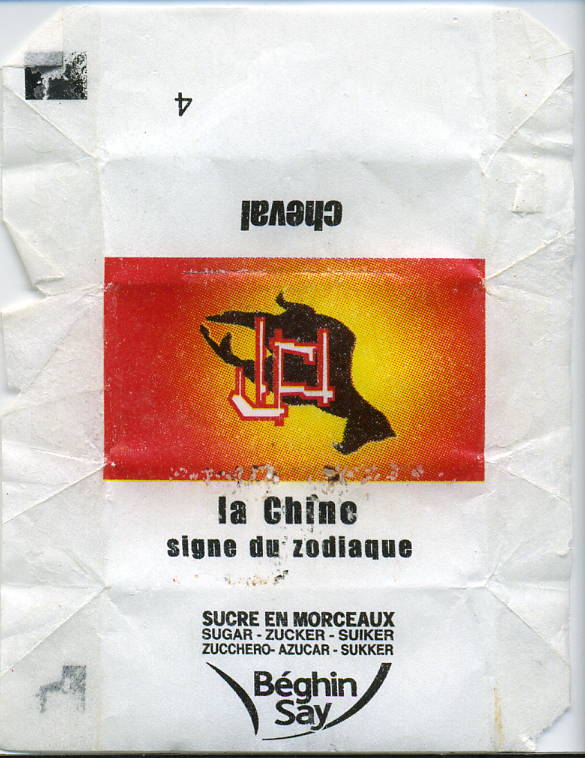 4
cheval
la Chine
signe du zodiaque
SUCRE EN MORCEAUX
SUGAR - ZUCKER - SUIKER
ZUCCHERO- AZUCAR - SUKKER
Béghin
Say